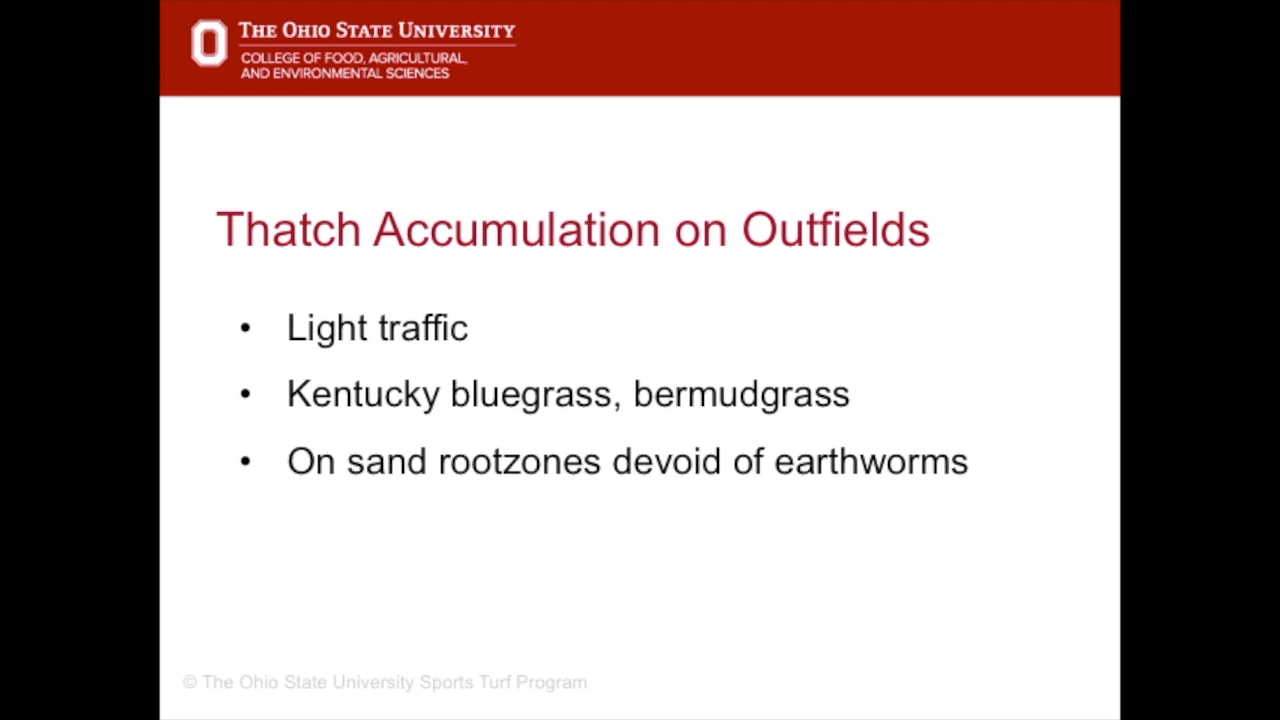 THE OHIO STATE UNIVERSITY
COLLEGE OF FOOD, AGRICULTURAL,
AND ENVIRONMENTAL SCIENCES
Thatch Accumulation on Outfields
• Light traffic
• Kentucky bluegrass, bermudgrass
• On sand rootzones devoid of earthworms
© The Ohio State University Sports Turf Program